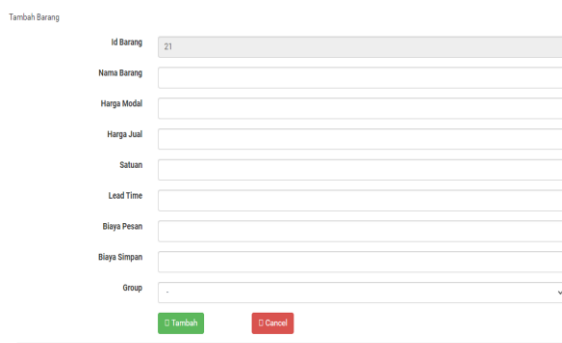 Tambah Barang
Id Barang 21
Nama Barang
Harga Modal
Harga Jual
Satuan
Lead Time
Biaya Pesan
Biaya Simpan
Group -
Tambah Cancel